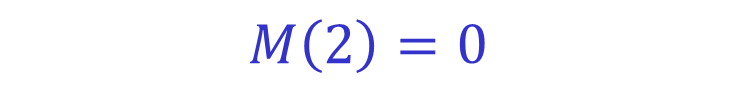 M(2) = 0